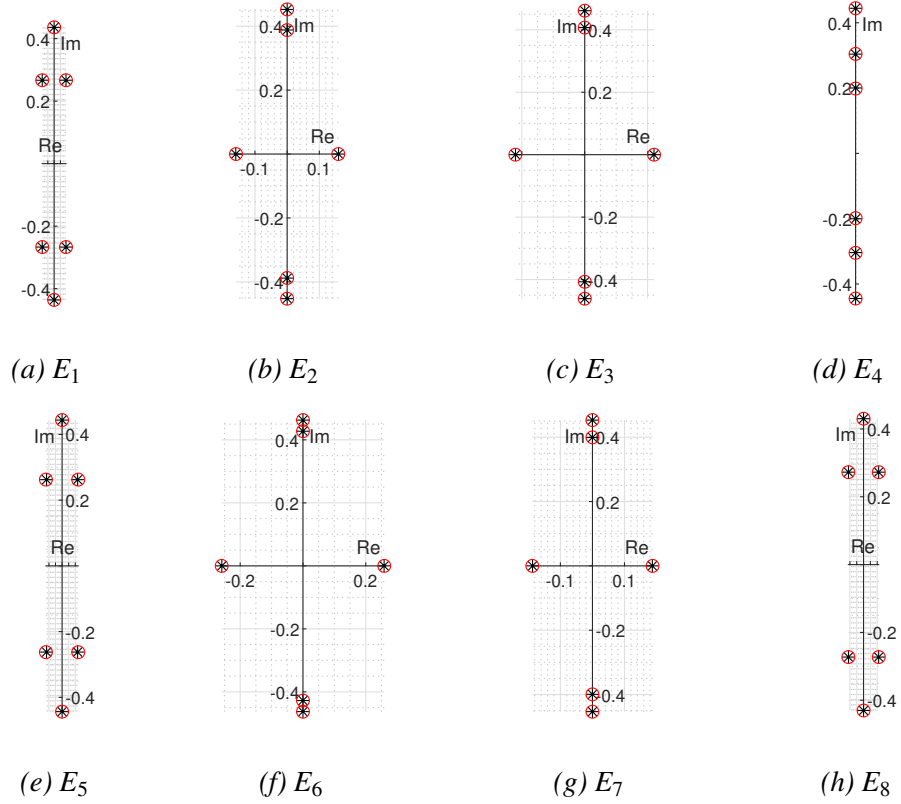 0.4
Im
0.2
Re
-0.2
-0.4
(a) E1
Im
0.4
0.2
Re
-0.1 0.1
-0.2
-0.4
(b) E2
Im 0.4
0.2
Re
-0.2
-0.4
(c) E3
0.4 Im
0.2
-0.2
-0.4
(d) E4
0.4
Im
0.2
Re
-0.2
-0.4
(e) E5
0.4 Im
0.2
Re
-0.2 0.2
-0.2
-0.4
(f) E6
Im 0.4
0.2
Re
-0.1 0.1
-0.2
-0.4
(g) E7
0.4
Im
0.2
Re
-0.2
-0.4
(h) E8